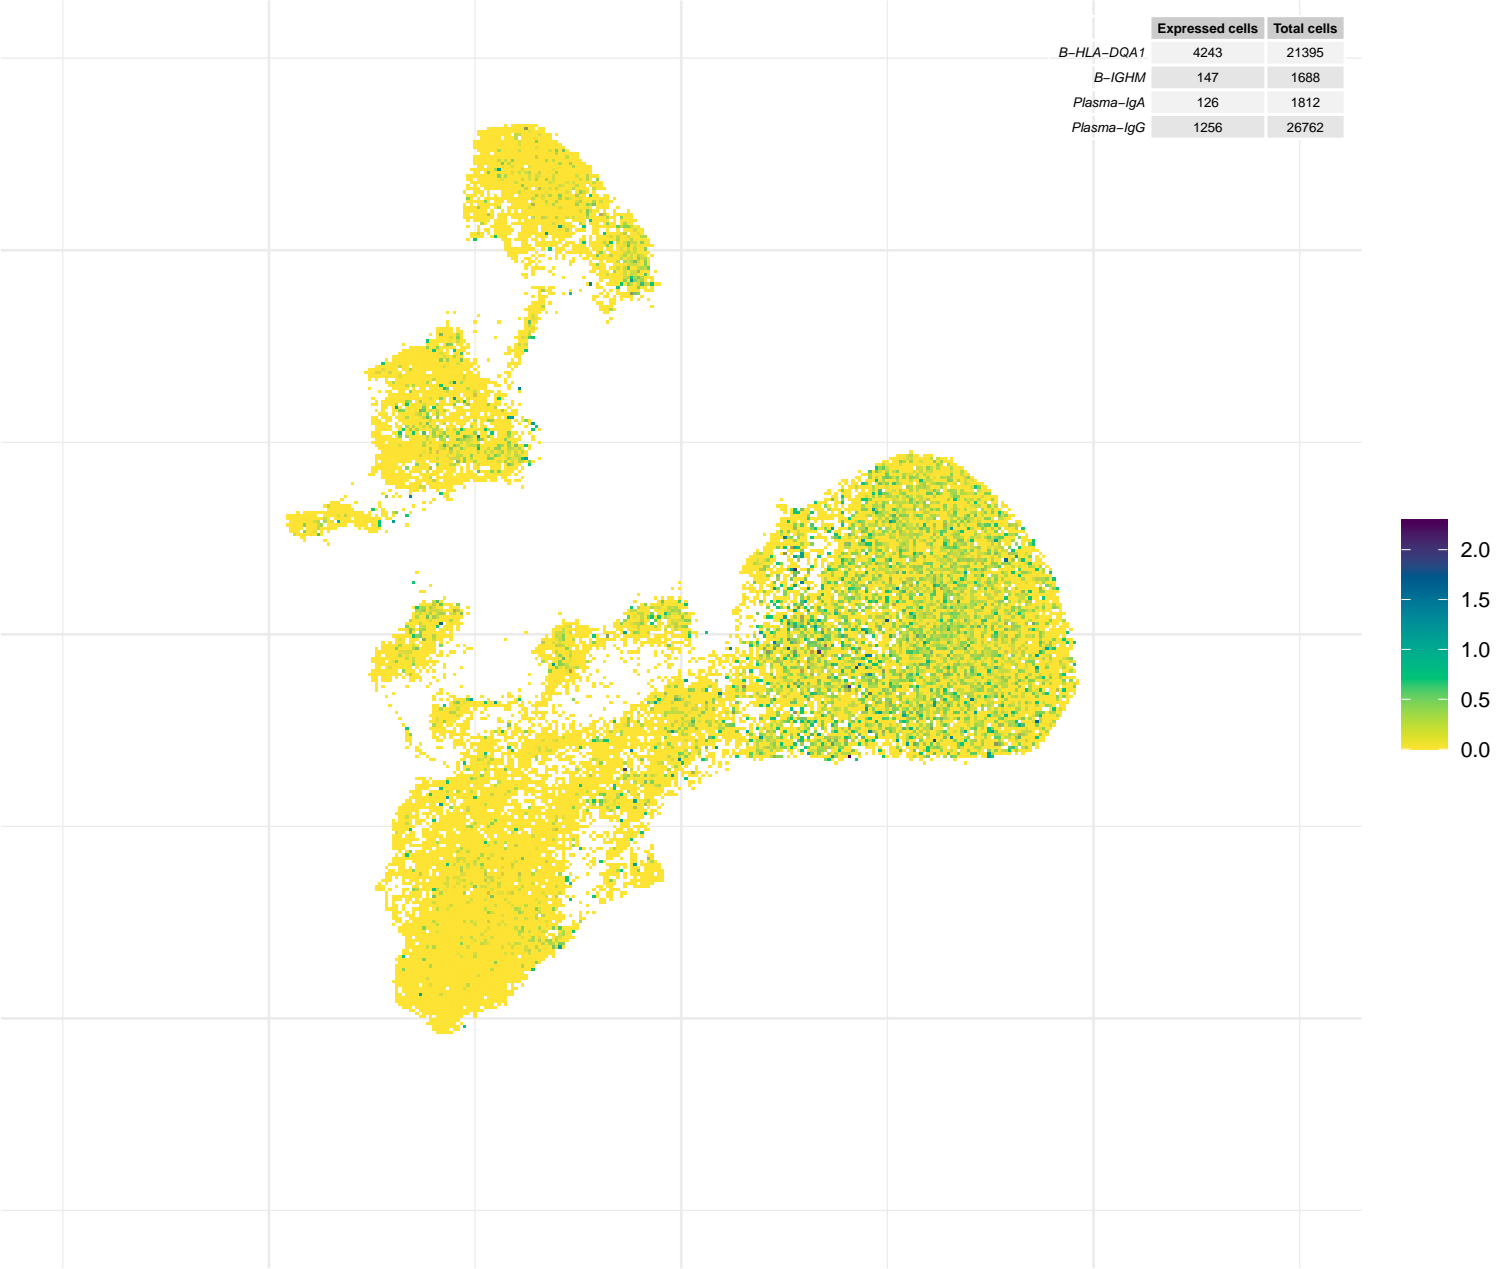 Expressed cells Total cells
B−HLA−DQA1 4243 21395
B−IGHM 147 1688
Plasma−IgA 126 1812
Plasma−IgG 1256 26762
2.0
1.5
1.0
0.5
0.0